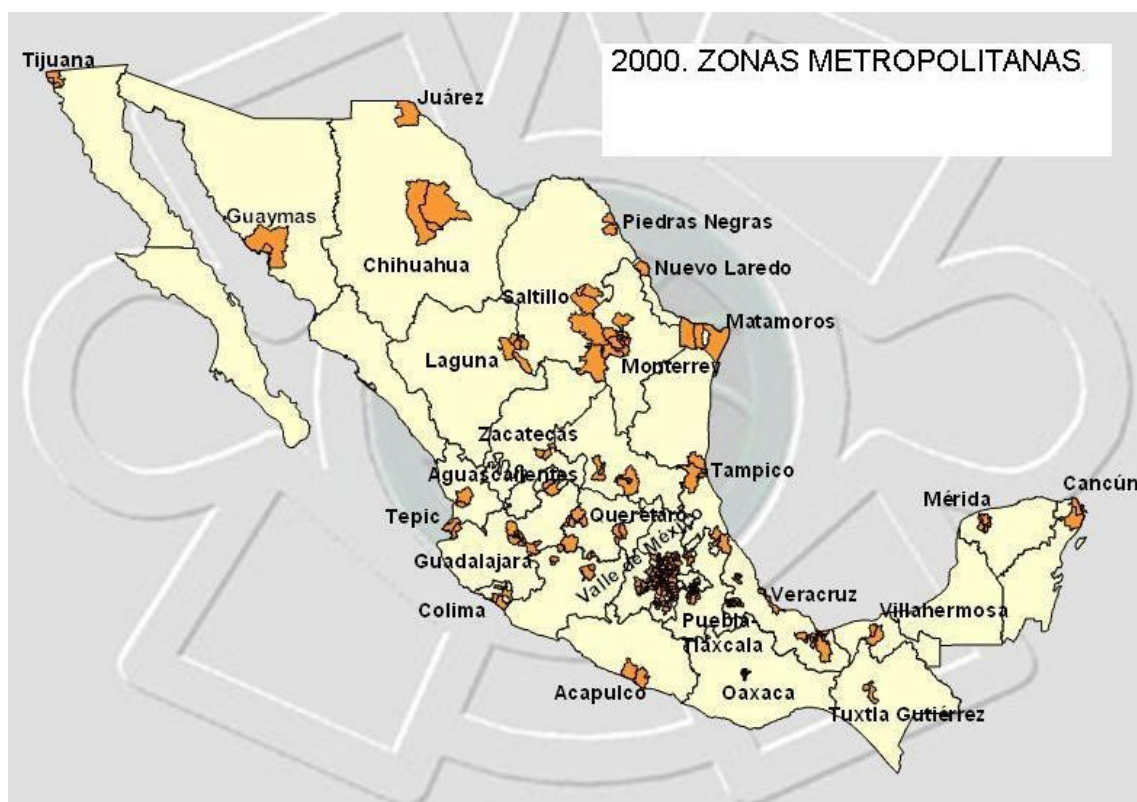 2000. ZONAS METROPOLITANAS.
Tijuana
Juárez
Guaymas
Chihuahua
Piedras Negras
Nuevo Laredo
Saltillo
Matamoros
Laguna
Monterrey
Zacatecas
Aguascalientes
Tampico
Tepic
Querétaro
Mérida
Cancún
Guadalajara
Valle de México
Colima
Veracruz
Villahermosa
Puebla-
Tlaxcala
Acapulco
Oaxaca
Tuxtla Gutiérrez